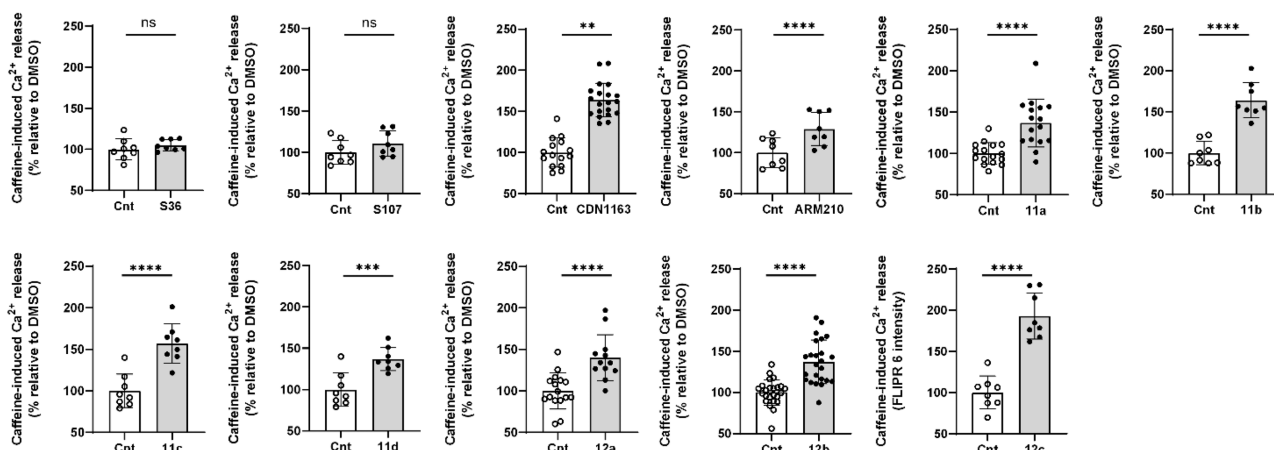 Caffeine-induced Ca2+ release
(% relative to DMSO)
250
200
150
100
50
ns
Cnt
S36
Caffeine-induced Ca2+ release
(% relative to DMSO)
250
200
150
100
50
ns
Cnt
S107
Caffeine-induced Ca2+ release
(% relative to DMSO)
250
200
150
100
50
**
Cnt
CDN1163
Caffeine-induced Ca2+ release
(% relative to DMSO)
250
200
150
100
50
****
Cnt
ARM210
Caffeine-induced Ca2+ release
(% relative to DMSO)
250
200
150
100
50
****
Cnt
11a
Caffeine-induced Ca2+ release
(% relative to DMSO)
250
200
150
100
50
****
Cnt
11b
Caffeine-induced Ca2+ release
(% relative to DMSO)
250
200
150
100
50
****
Cnt
11c
Caffeine-induced Ca2+ release
(% relative to DMSO)
250
200
150
100
50
***
Cnt
11d
Caffeine-induced Ca2+ release
(% relative to DMSO)
250
200
150
100
50
****
Cnt
12a
Caffeine-induced Ca2+ release
(% relative to DMSO)
250
200
150
100
50
****
Cnt
12b
Caffeine-induced Ca2+ release
(FLIPR 6 intensity)
250
200
150
100
50
****
Cnt
12c